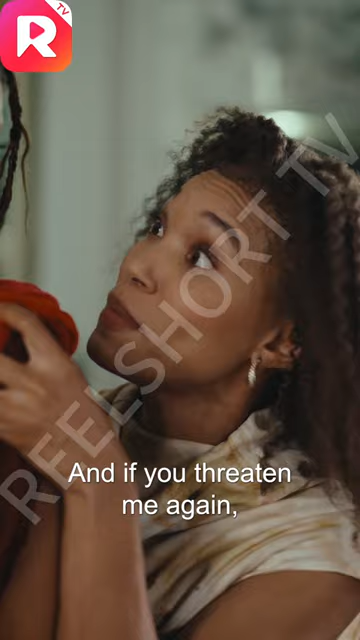 R
TV
REELSHORT TV
And if you threaten
me again,